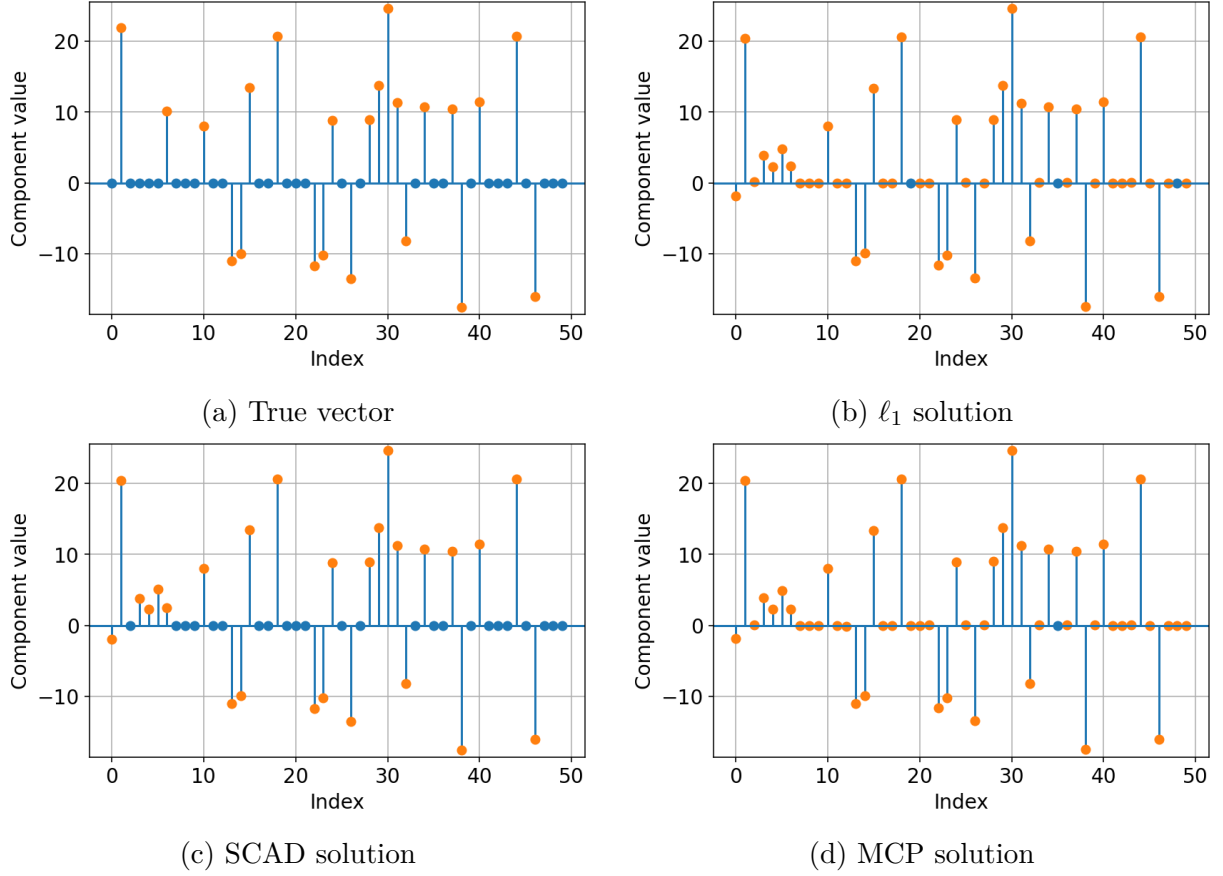 20
10
0
−10
Component value
0 10 20 30 40 50
Index
(a) True vector
20
10
0
−10
Component value
0 10 20 30 40 50
Index
(b) ℓ₁ solution
20
10
0
−10
Component value
0 10 20 30 40 50
Index
(c) SCAD solution
20
10
0
−10
Component value
0 10 20 30 40 50
Index
(d) MCP solution